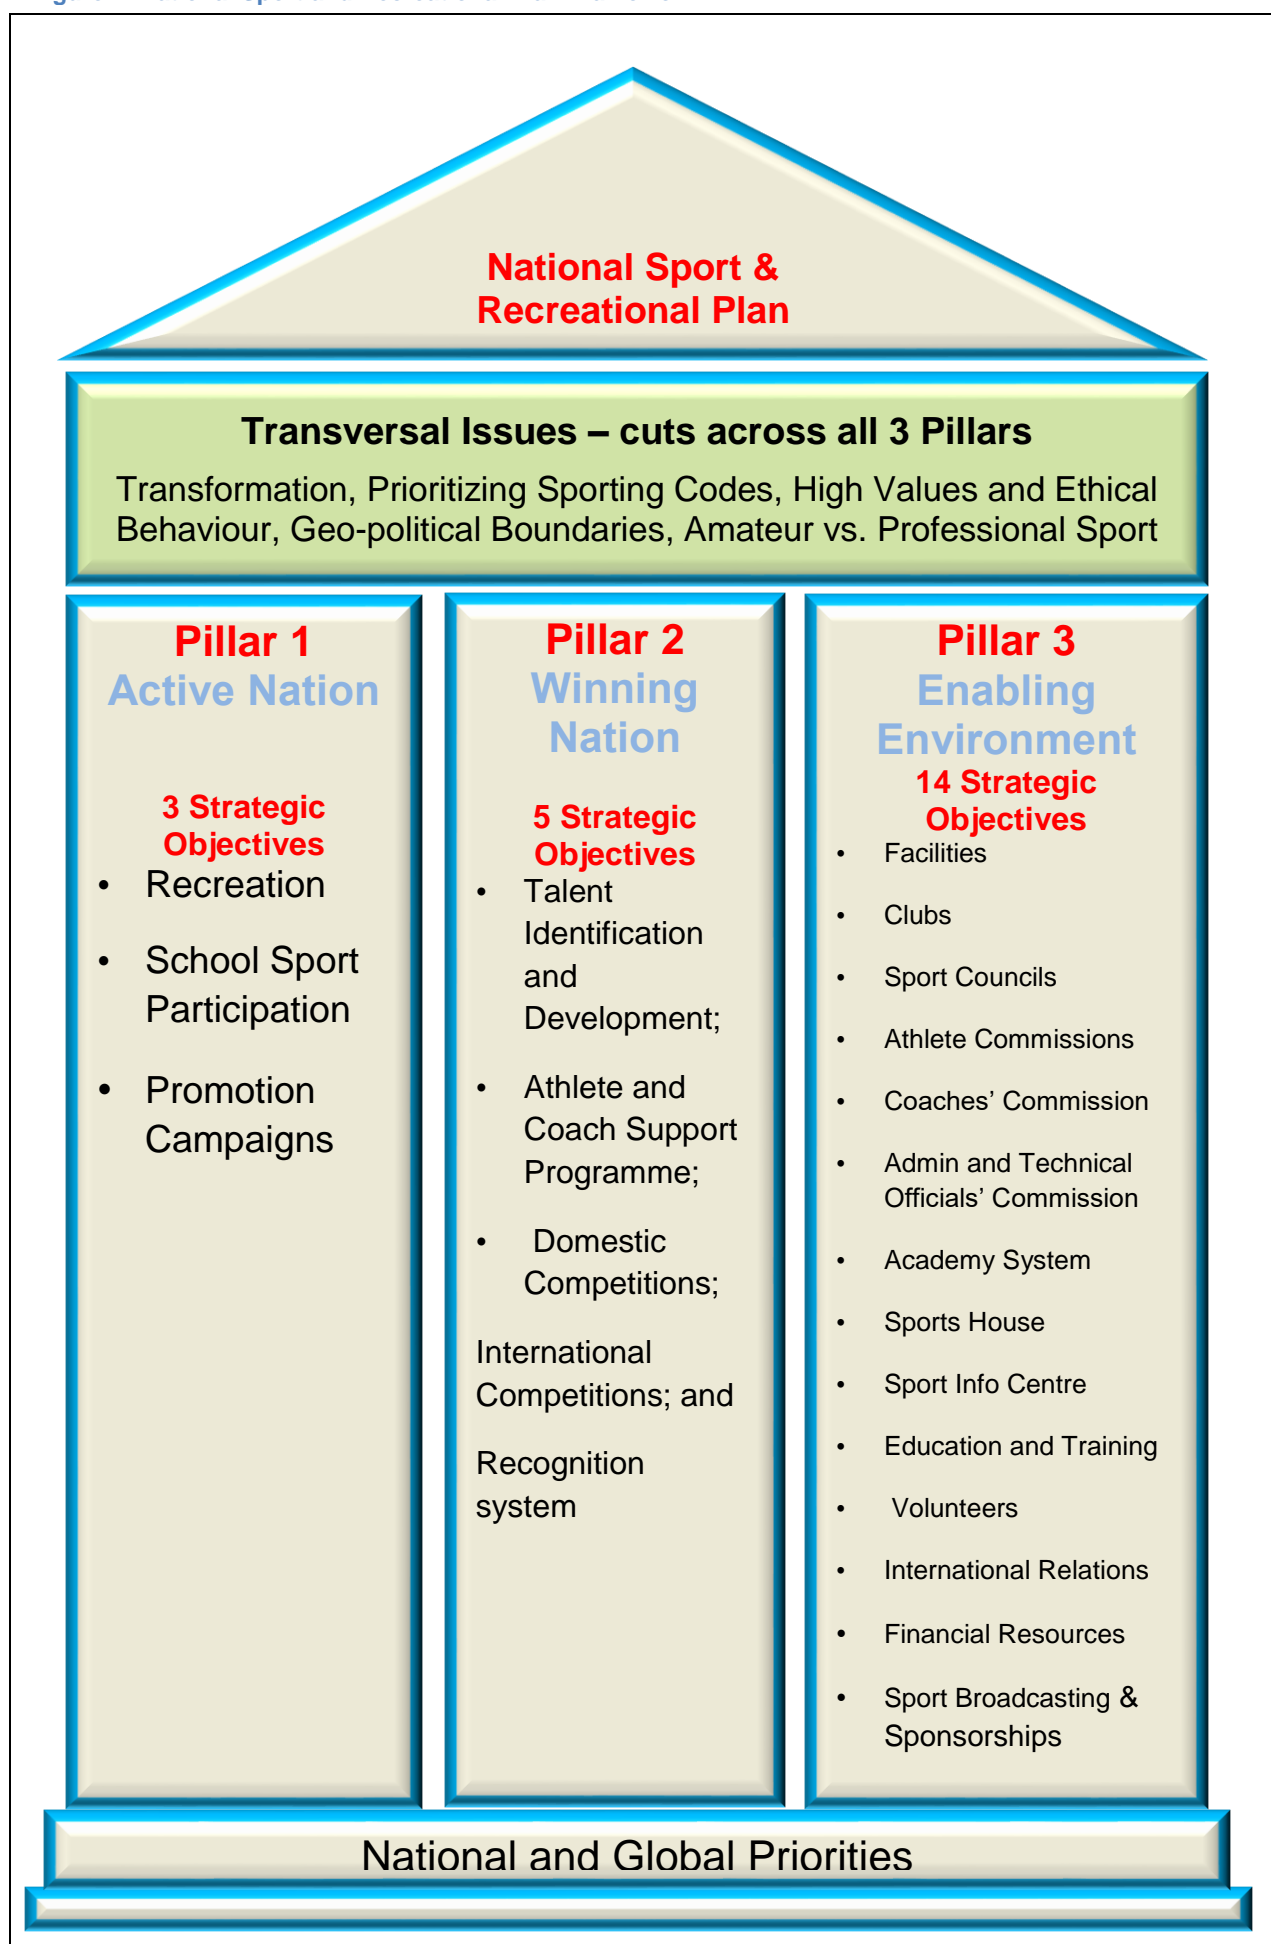 National Sport &
Recreational Plan
Transversal Issues – cuts across all 3 Pillars
Transformation, Prioritizing Sporting Codes, High Values and Ethical
Behaviour, Geo-political Boundaries, Amateur vs. Professional Sport
Pillar 1
Active Nation
3 Strategic
Objectives
• Recreation
• School Sport
Participation
• Promotion
Campaigns
Pillar 2
Winning
Nation
5 Strategic
Objectives
• Talent
Identification
and
Development;
• Athlete and
Coach Support
Programme;
• Domestic
Competitions;
International
Competitions; and
Recognition
system
Pillar 3
Enabling
Environment
14 Strategic
Objectives
• Facilities
• Clubs
• Sport Councils
• Athlete Commissions
• Coaches’ Commission
• Admin and Technical
Officials’ Commission
• Academy System
• Sports House
• Sport Info Centre
• Education and Training
• Volunteers
• International Relations
• Financial Resources
• Sport Broadcasting &
Sponsorships
National and Global Priorities